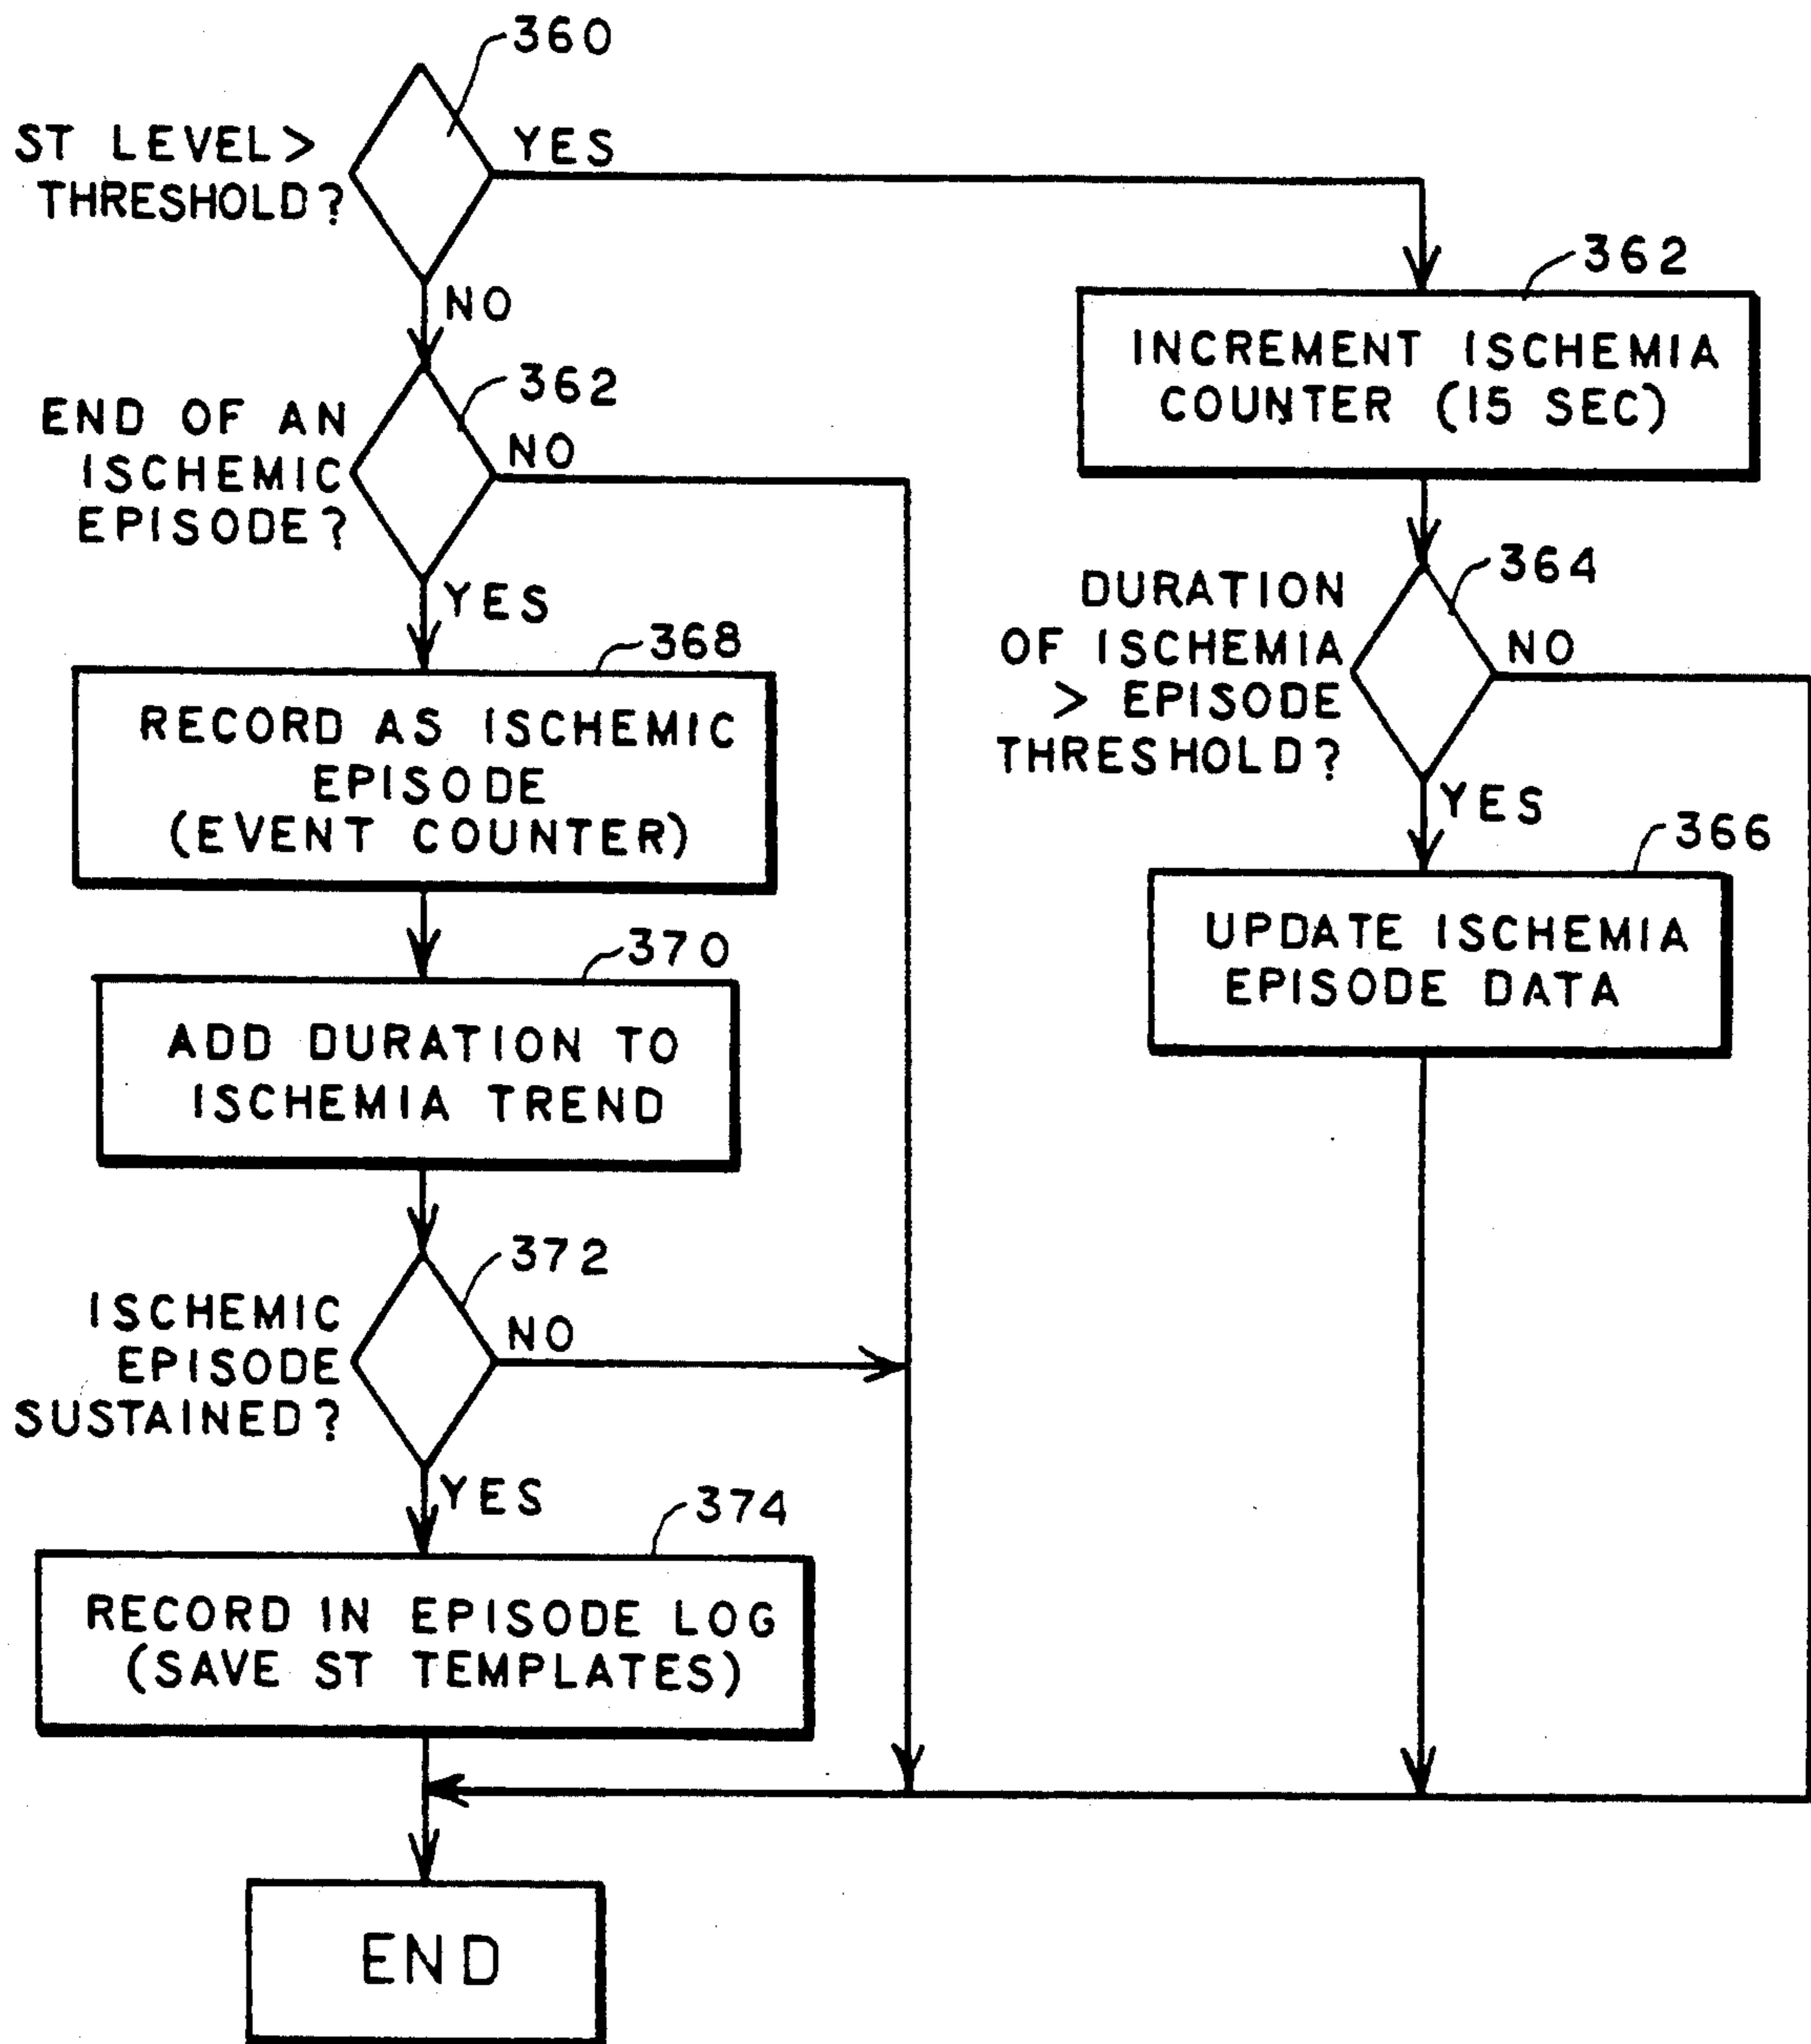 360
ST LEVEL>
THRESHOLD?
YES
NO
362
INCREMENT ISCHEMIA
COUNTER (15 SEC)
362
END OF AN
ISCHEMIC
EPISODE?
NO
YES
364
DURATION
OF ISCHEMIA
> EPISODE
THRESHOLD?
NO
YES
368
RECORD AS ISCHEMIC
EPISODE
(EVENT COUNTER)
366
UPDATE ISCHEMIA
EPISODE DATA
370
ADD DURATION TO
ISCHEMIA TREND
372
ISCHEMIC
EPISODE
SUSTAINED?
NO
YES
374
RECORD IN EPISODE LOG
(SAVE ST TEMPLATES)
END